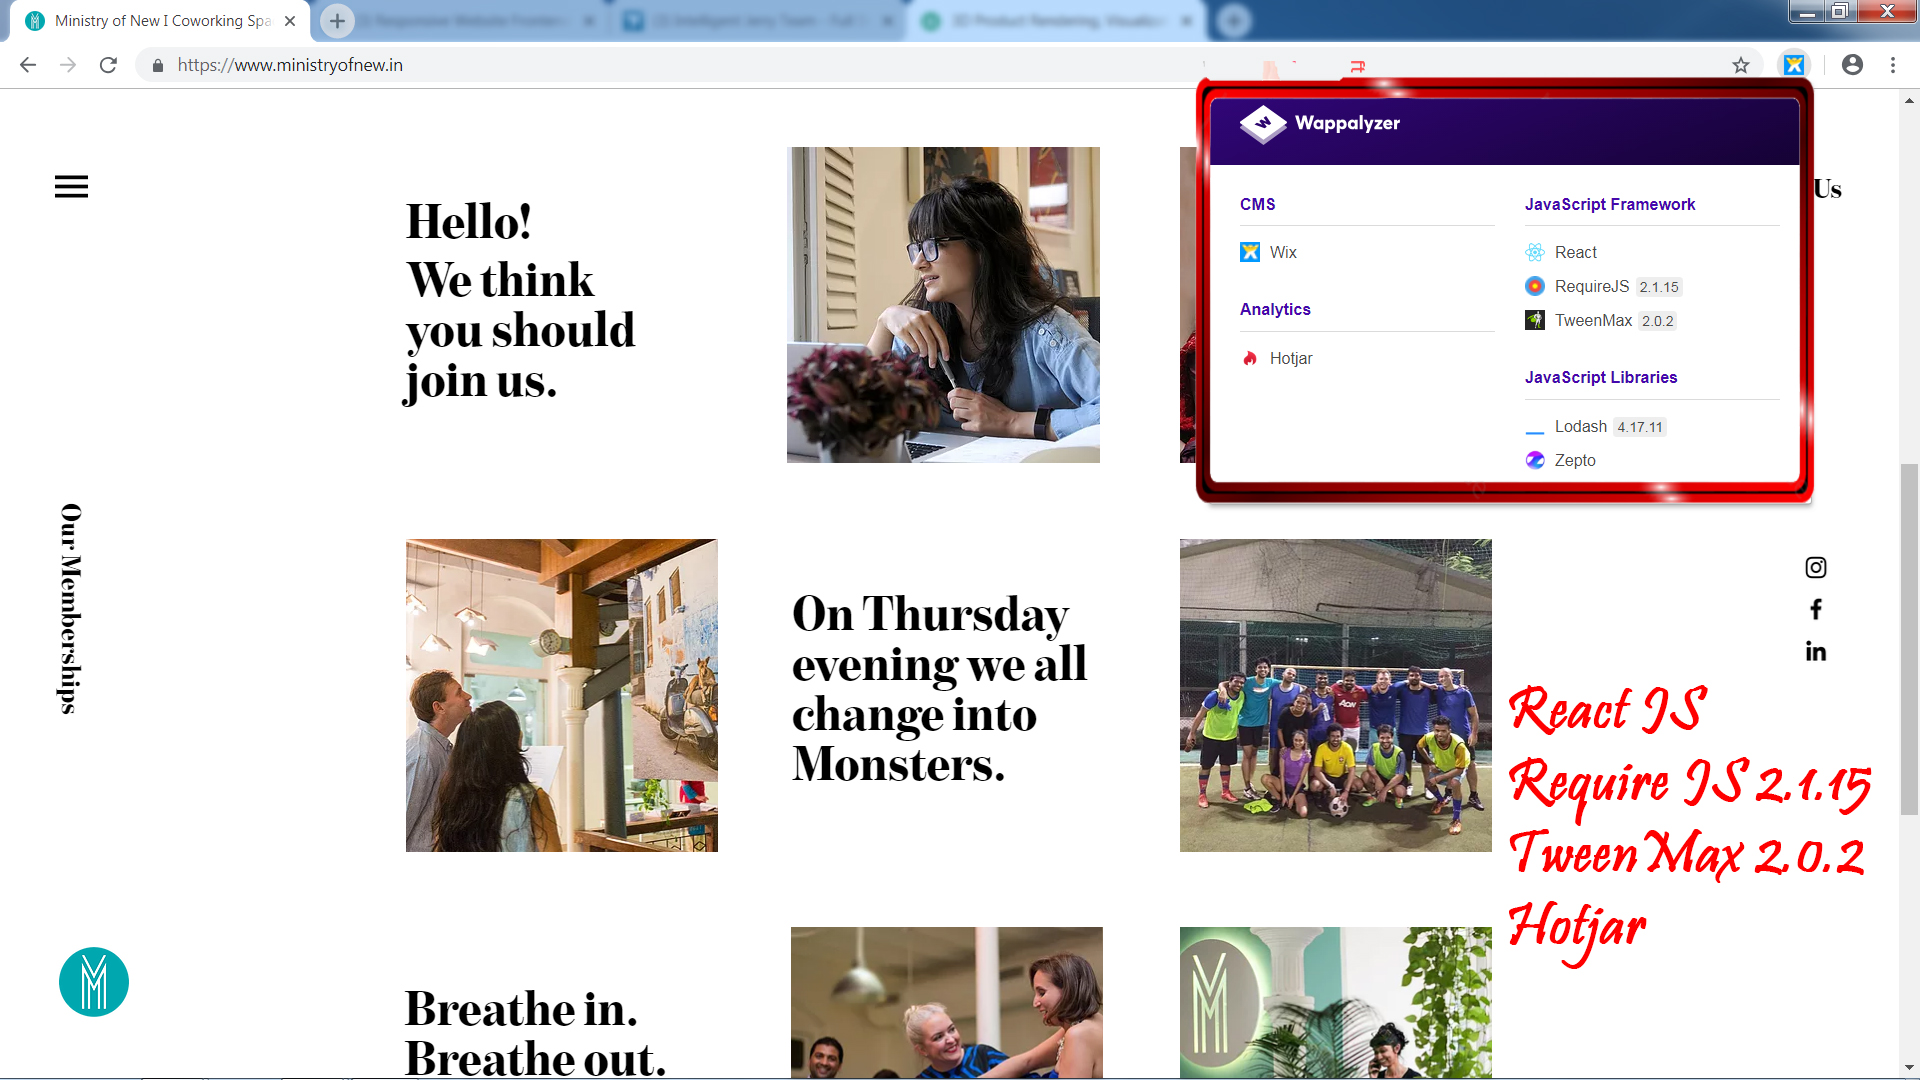 Ministry of New I Coworking Spa
https://www.ministryofnew.in
Wappalyzer
CMS
Wix
Analytics
Hotjar
JavaScript Framework
React
RequireJS 2.1.15
TweenMax 2.0.2
JavaScript Libraries
Lodash 4.17.11
Zepto
Us
Hello!
We think
you should
join us.
Our Memberships
On Thursday
evening we all
change into
Monsters.
AON
React JS
Require JS 2.1.15
TweenMax 2.0.2
Hotjar
Breathe in.
Breathe out.